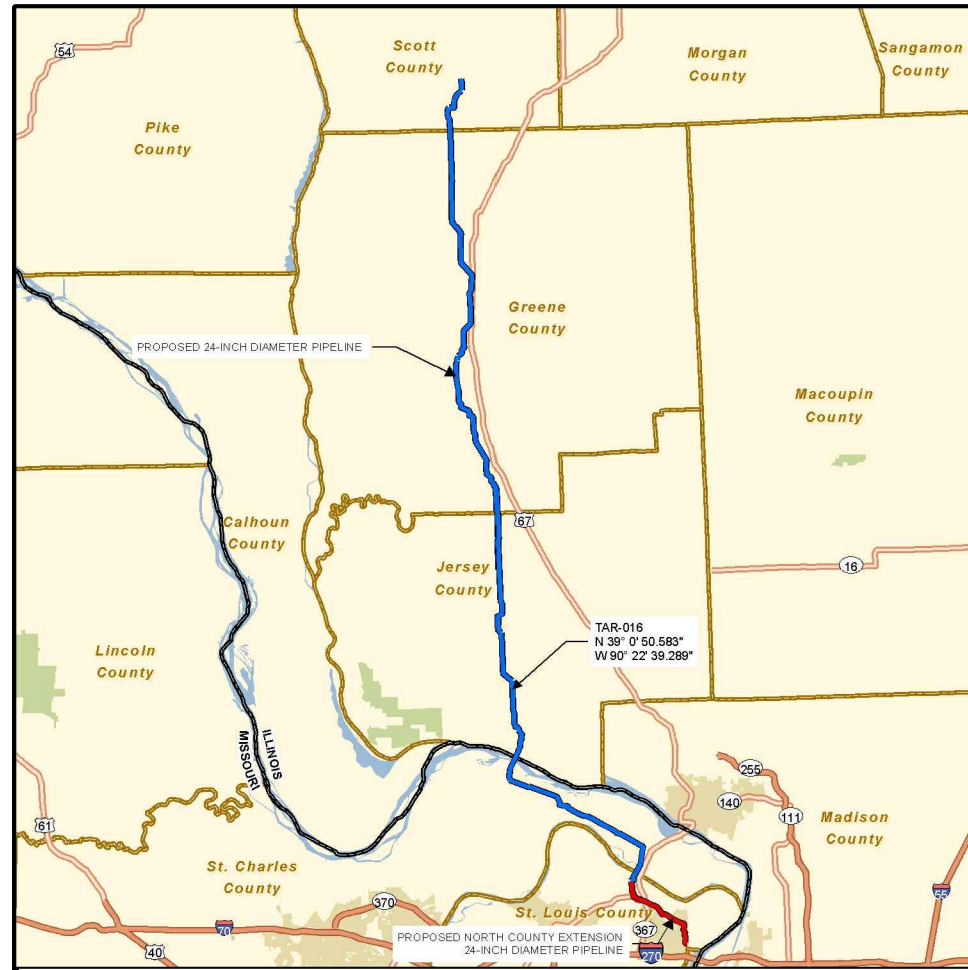 Scott
County
Morgan
County
Sangamon
County
54
Pike
County
Greene
County
PROPOSED 24-INCH DIAMETER PIPELINE
Macoupin
County
67
Calhoun
County
Jersey
County
16
TAR-016
N 39° 0' 50.583"
W 90° 22' 39.289"
Lincoln
County
ILLINOIS
MISSOURI
255
140
111
Madison
County
61
St. Charles
County
370
St. Louis County
55
70
367
40
PROPOSED NORTH COUNTY EXTENSION
24-INCH DIAMETER PIPELINE
270